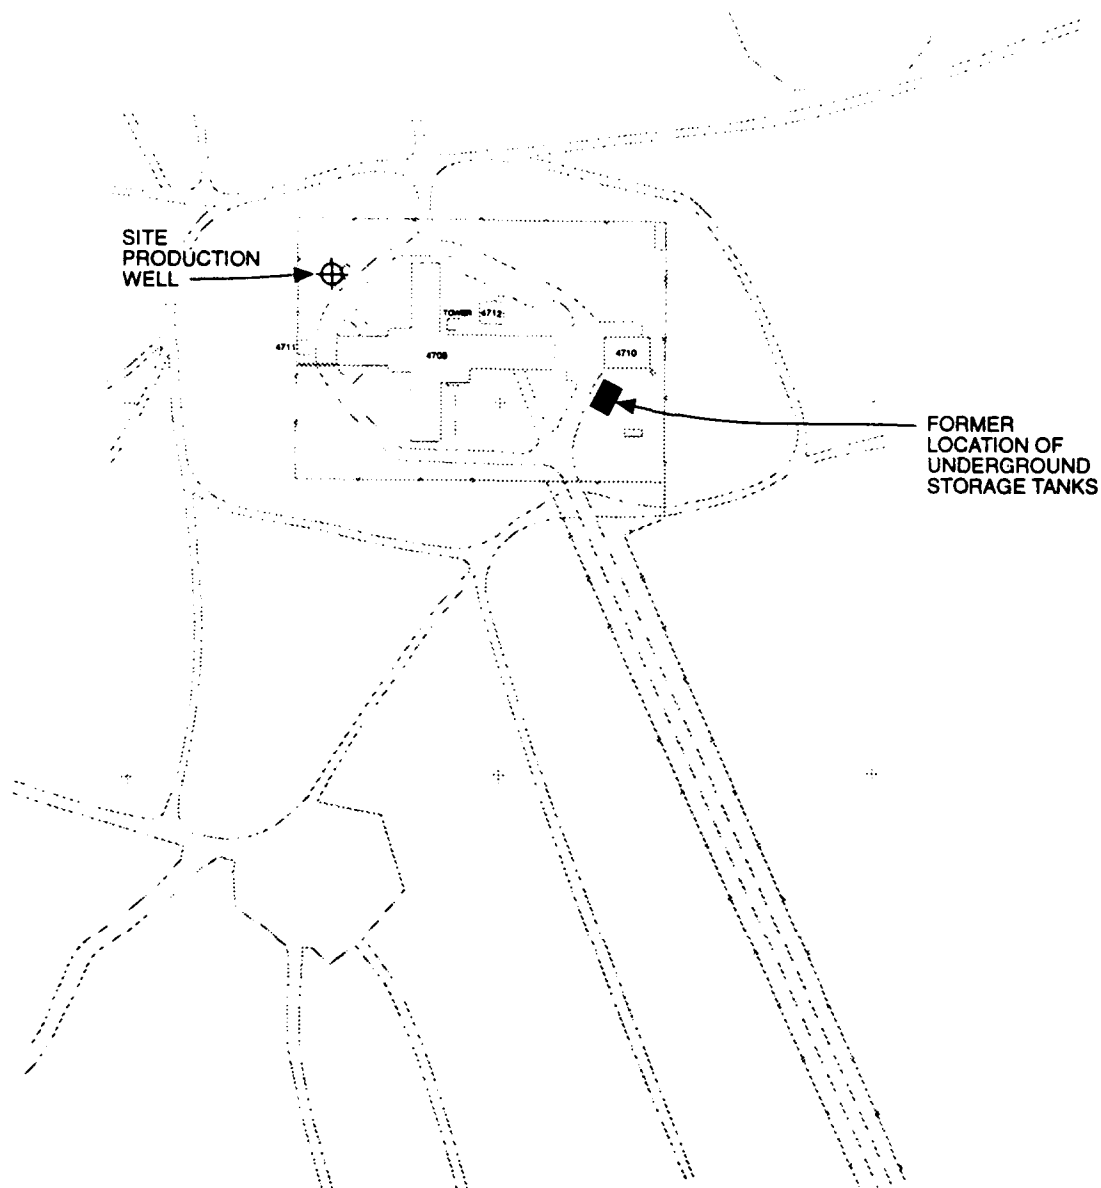 SITE
PRODUCTION
WELL
TOWER 4712
4711
4709
4710
FORMER
LOCATION OF
UNDERGROUND
STORAGE TANKS